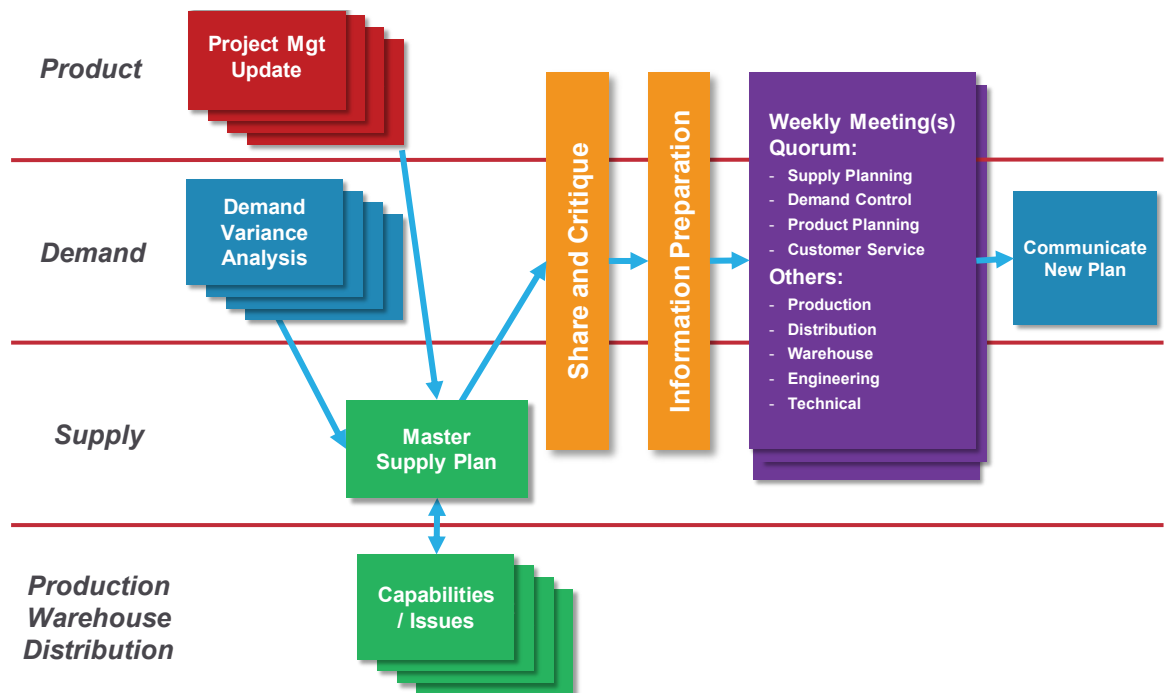 Product
Project Mgt
Update
Demand
Demand
Variance
Analysis
Supply
Master
Supply Plan
Production
Warehouse
Distribution
Capabilities
/ Issues
Share and Critique
Information Preparation
Weekly Meeting(s)
Quorum:
- Supply Planning
- Demand Control
- Product Planning
- Customer Service
Others:
- Production
- Distribution
- Warehouse
- Engineering
- Technical
Communicate
New Plan